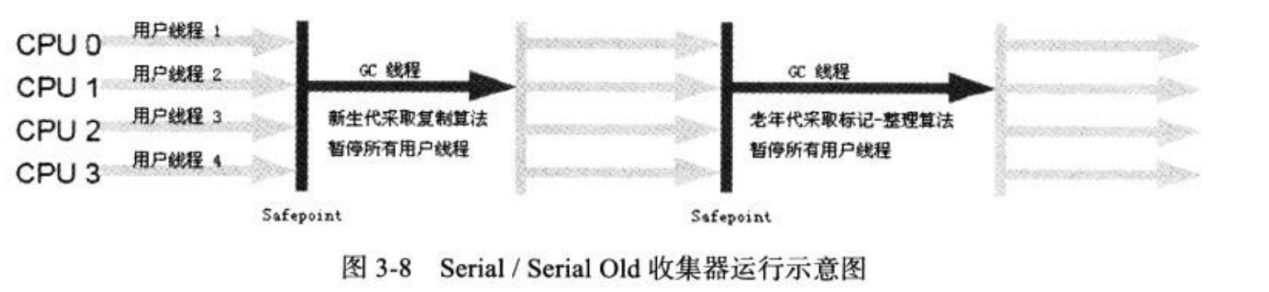 CPU 0
用户线程 1
CPU 1
用户线程 2
CPU 2
用户线程 3
CPU 3
用户线程 4
GC 线程
新生代采取复制算法
暂停所有用户线程
Safepoint
GC 线程
老年代采取标记-整理算法
暂停所有用户线程
Safepoint
图 3-8 Serial / Serial Old 收集器运行示意图